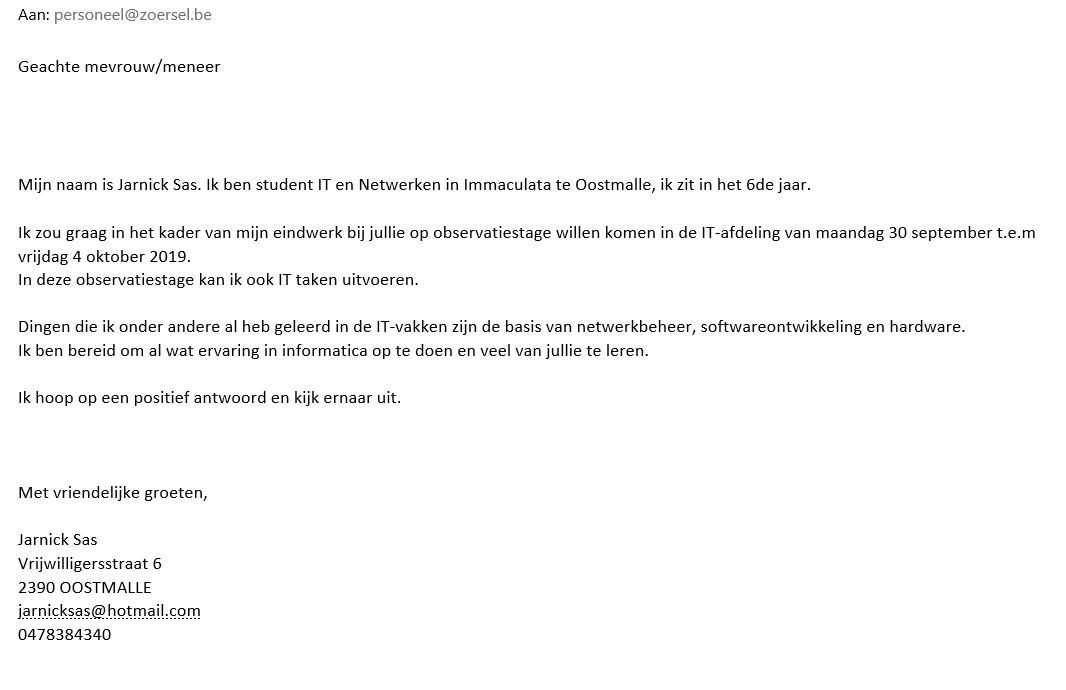 Aan: personeel@zoersel.be
Geachte mevrouw/meneer
Mijn naam is Jarnick Sas. Ik ben student IT en Netwerken in Immaculata te Oostmalle, ik zit in het 6de jaar.
Ik zou graag in het kader van mijn eindwerk bij jullie op observatiestage willen komen in de IT-afdeling van maandag 30 september t.e.m
vrijdag 4 oktober 2019.
In deze observatiestage kan ik ook IT taken uitvoeren.
Dingen die ik onder andere al heb geleerd in de IT-vakken zijn de basis van netwerkbeheer, softwareontwikkeling en hardware.
Ik ben bereid om al wat ervaring in informatica op te doen en veel van jullie te leren.
Ik hoop op een positief antwoord en kijk ernaar uit.
Met vriendelijke groeten,
Jarnick Sas
Vrijwilligersstraat 6
2390 OOSTMALLE
jarnicksas@hotmail.com
0478384340